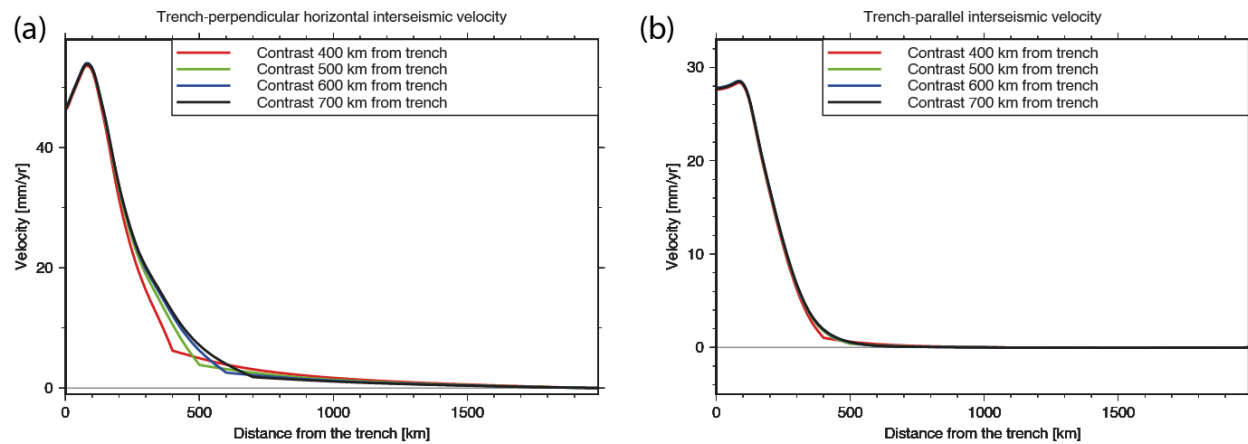 (a)
Trench-perpendicular horizontal interseismic velocity
Contrast 400 km from trench
Contrast 500 km from trench
Contrast 600 km from trench
Contrast 700 km from trench
Velocity [mm/yr]
40
20
0
0 500 1000 1500
Distance from the trench [km]
(b)
Trench-parallel interseismic velocity
Contrast 400 km from trench
Contrast 500 km from trench
Contrast 600 km from trench
Contrast 700 km from trench
Velocity [mm/yr]
30
20
10
0
0 500 1000 1500
Distance from the trench [km]